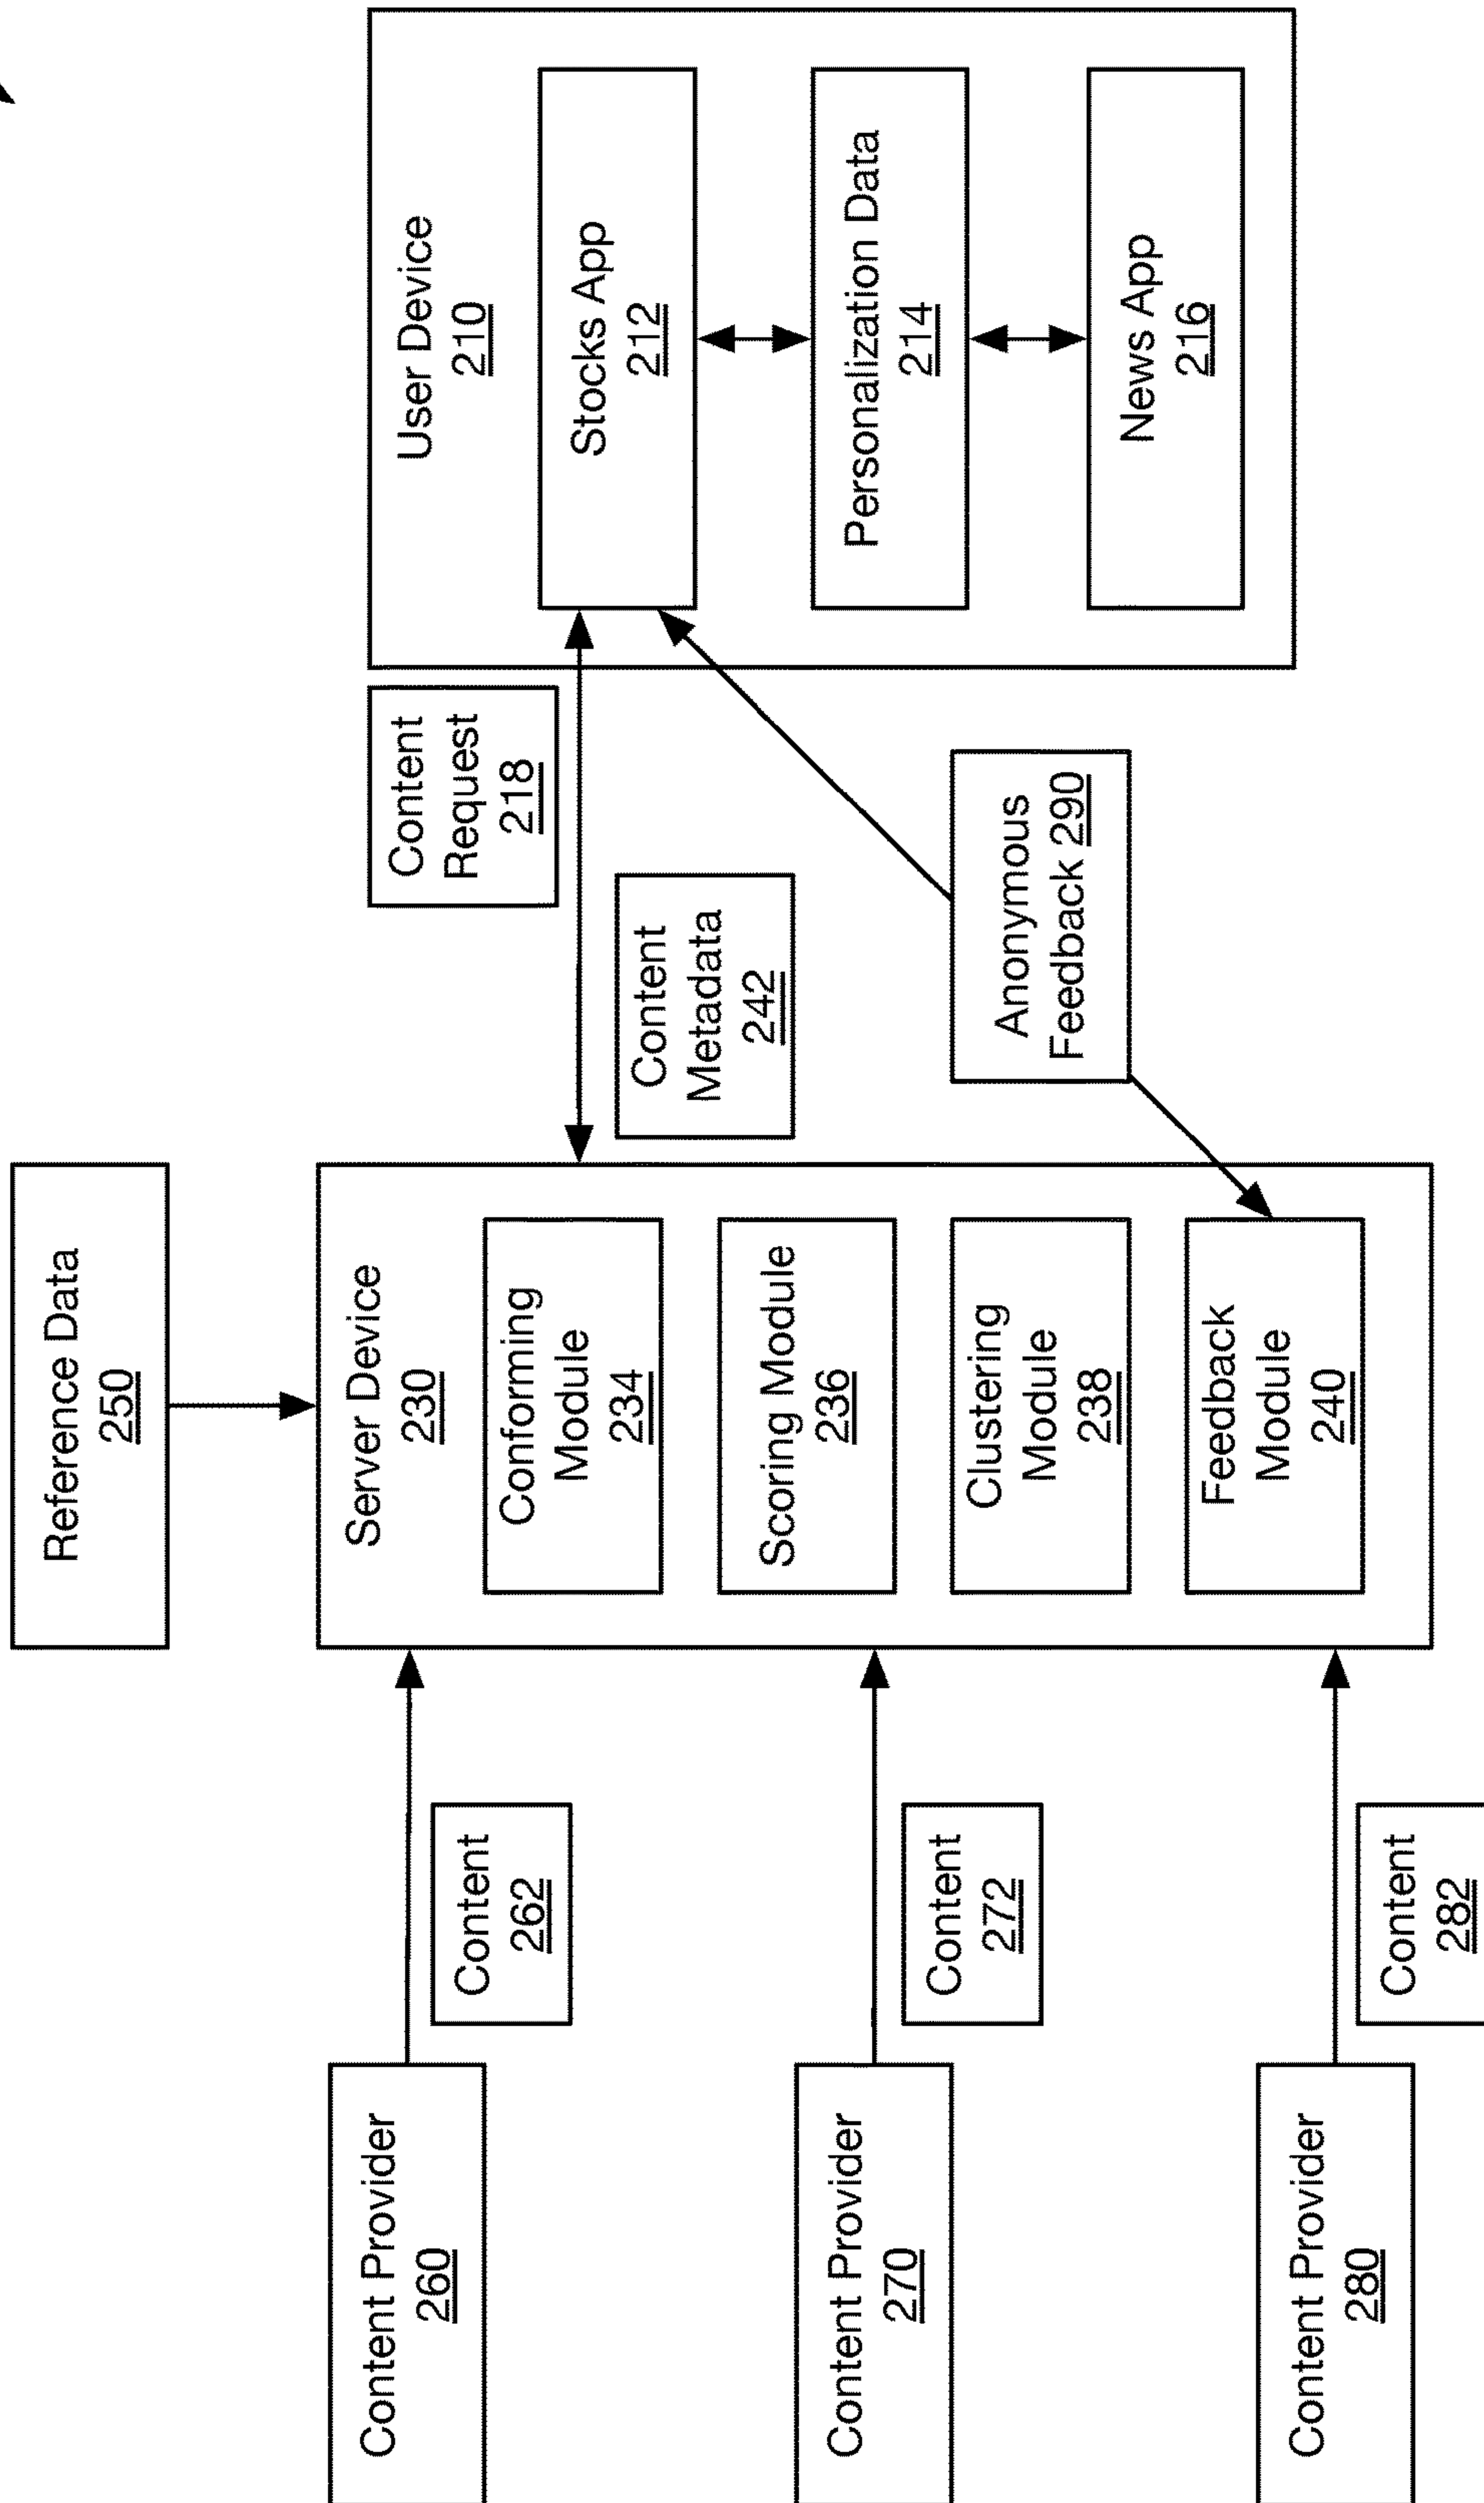 Reference Data
250
Content Provider
260
Content
262
Content Provider
270
Content
272
Content Provider
280
Content
282
Server Device
230
Conforming
Module
234
Scoring Module
236
Clustering
Module
238
Feedback
Module
240
Content
Request
218
Content
Metadata
242
Anonymous
Feedback 290
User Device
210
Stocks App
212
Personalization Data
214
News App
216